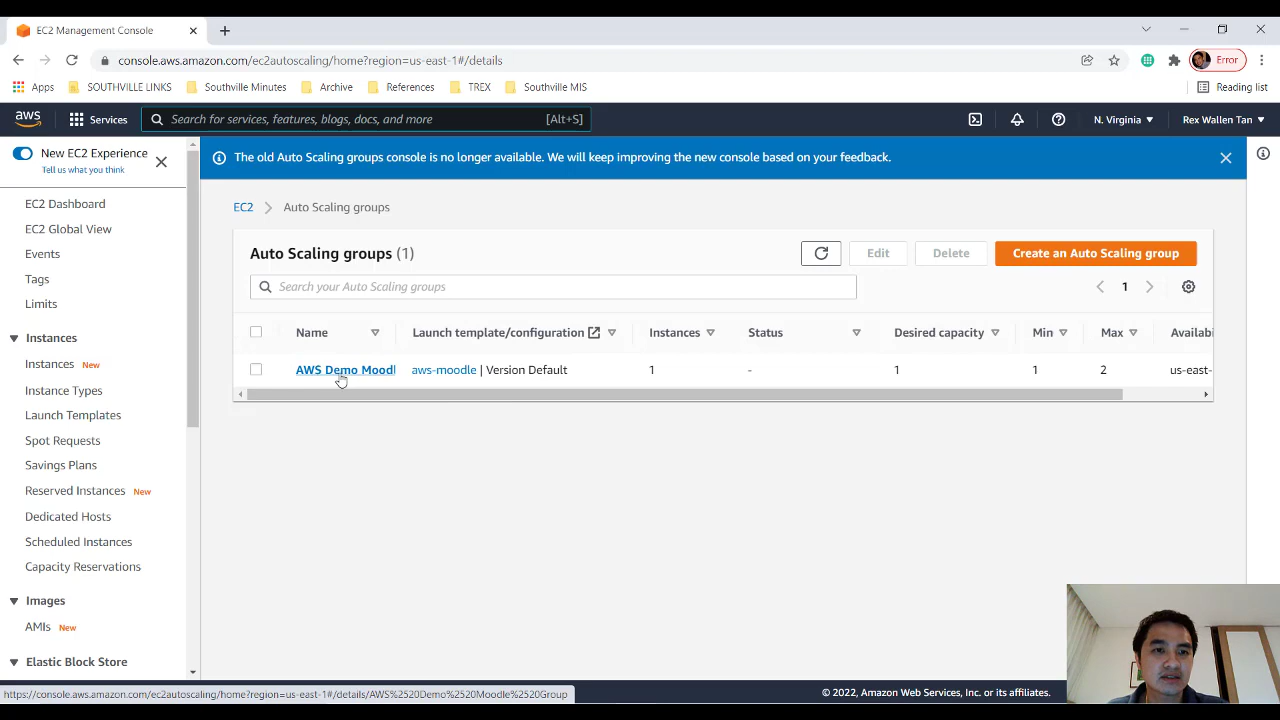 EC2 Management Console
console.aws.amazon.com/ec2autoscaling/home?region=us-east-1#/details
Error
Apps
SOUTHVILLE LINKS
Southville Minutes
Archive
References
TREX
Southville MIS
Reading list
aws
Services
Search for services, features, blogs, docs, and more
[Alt+S]
N. Virginia
Rex Wallen Tan
New EC2 Experience
Tell us what you think
The old Auto Scaling groups console is no longer available. We will keep improving the new console based on your feedback.
EC2 Dashboard
EC2 Global View
Events
Tags
Limits
Instances
Instances New
Instance Types
Launch Templates
Spot Requests
Savings Plans
Reserved Instances New
Dedicated Hosts
Scheduled Instances
Capacity Reservations
Images
AMIs New
Elastic Block Store
EC2 > Auto Scaling groups
Auto Scaling groups (1)
Edit
Delete
Create an Auto Scaling group
Search your Auto Scaling groups
1
Name
Launch template/configuration
Instances
Status
Desired capacity
Min
Max
Availabi
AWS Demo Moodl
aws-moodle | Version Default
1
-
1
1
2
us-east-
https://console.aws.amazon.com/ec2autoscaling/home?region=us-east-1#/details/AWS%2520Demo%2520Moodle%2520Group
© 2022, Amazon Web Services, Inc. or its affiliates.